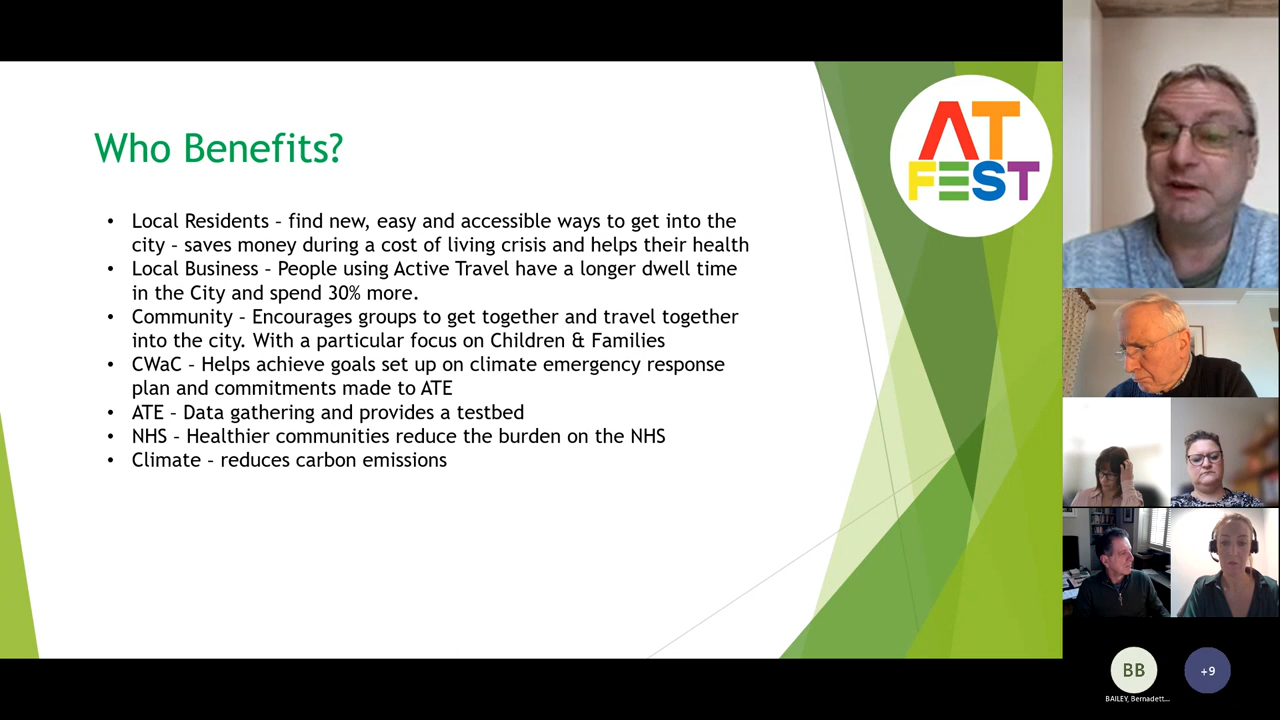 Who Benefits?
AT
FEST
• Local Residents – find new, easy and accessible ways to get into the
city – saves money during a cost of living crisis and helps their health
• Local Business – People using Active Travel have a longer dwell time
in the City and spend 30% more.
• Community – Encourages groups to get together and travel together
into the city. With a particular focus on Children & Families
• CWaC – Helps achieve goals set up on climate emergency response
plan and commitments made to ATE
• ATE – Data gathering and provides a testbed
• NHS – Healthier communities reduce the burden on the NHS
• Climate – reduces carbon emissions
BB
+9
BAILEY, Bernadett...